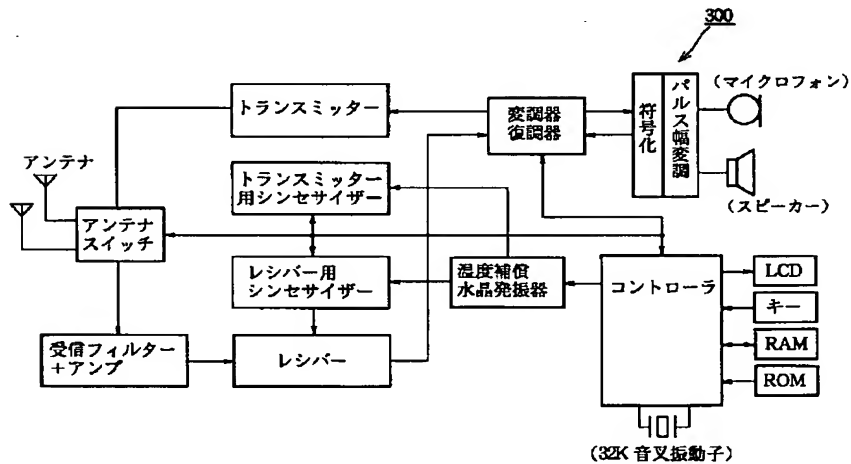 300
トランスミッター
変調器
復調器
符号化
パルス幅変調
(マイクロフォン)
(スピーカー)
アンテナ
トランスミッター
用シンセサイザー
アンテナ
スイッチ
レシバー用
シンセサイザー
温度補償
水晶発振器
コントローラ
LCD
キー
RAM
ROM
受信フィルター
+アンプ
レシバー
(32K 音叉振動子)